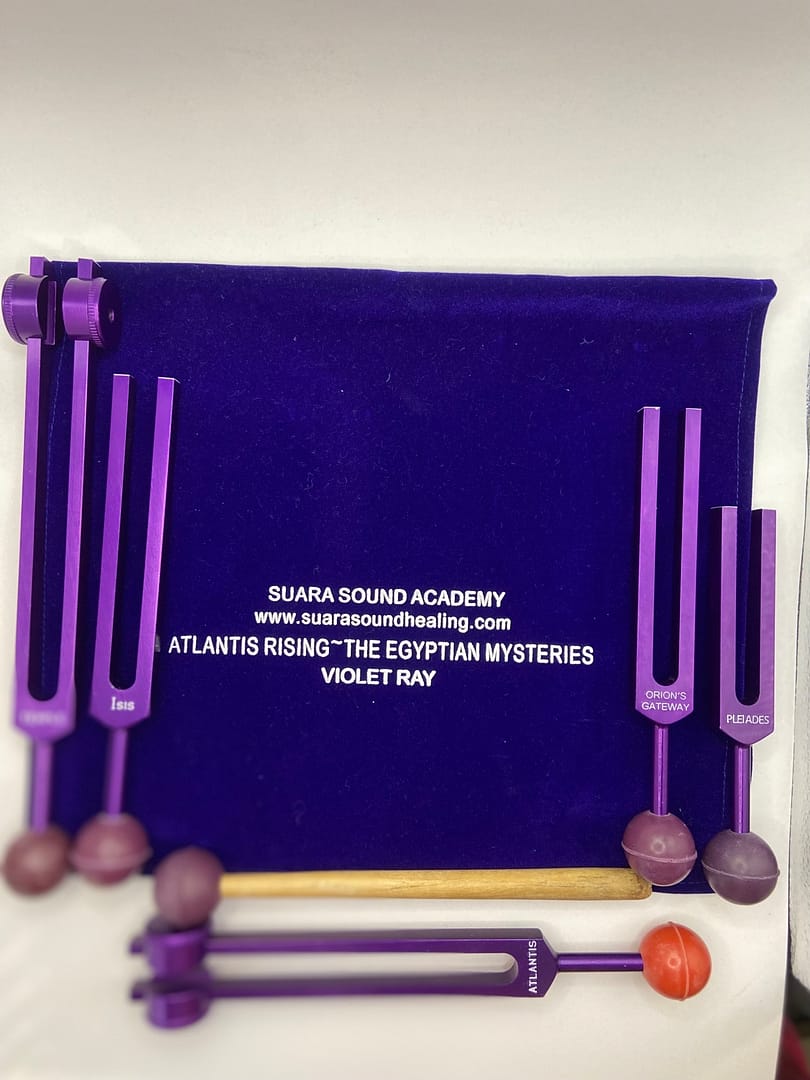 SUARA SOUND ACADEMY
www.suarasoundhealing.com
ATLANTIS RISING~THE EGYPTIAN MYSTERIES
VIOLET RAY
ISIS
ORION'S
GATEWAY
PLEIADES
ATLANTIS